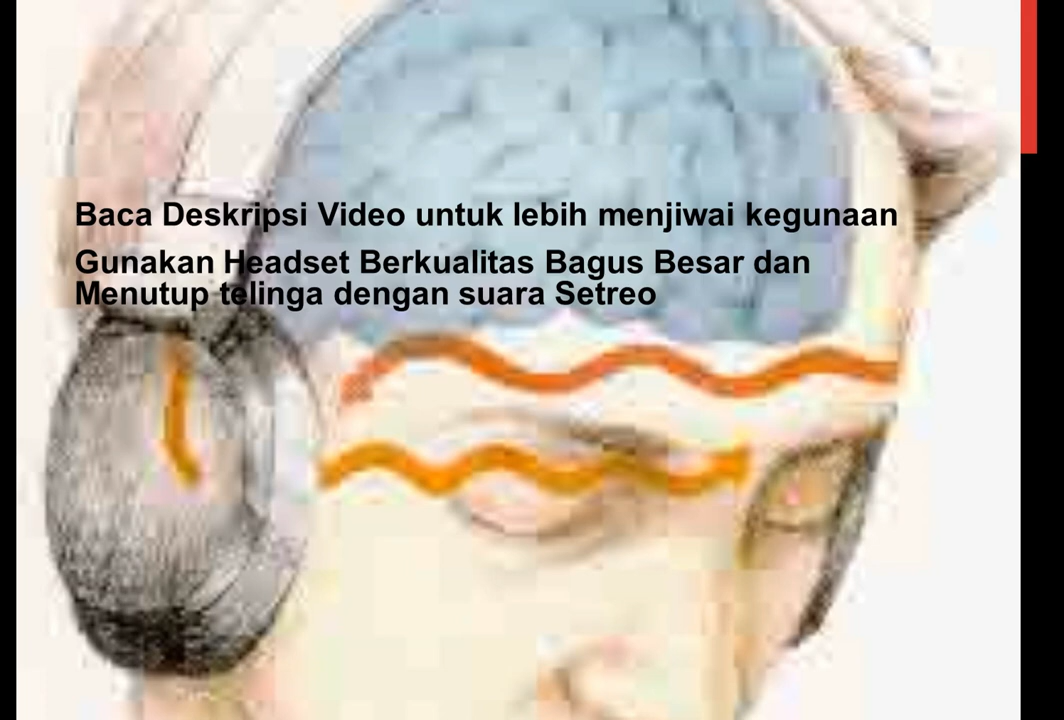 Baca Deskripsi Video untuk lebih menjiwai kegunaan
Gunakan Headset Berkualitas Bagus Besar dan
Menutup telinga dengan suara Setreo